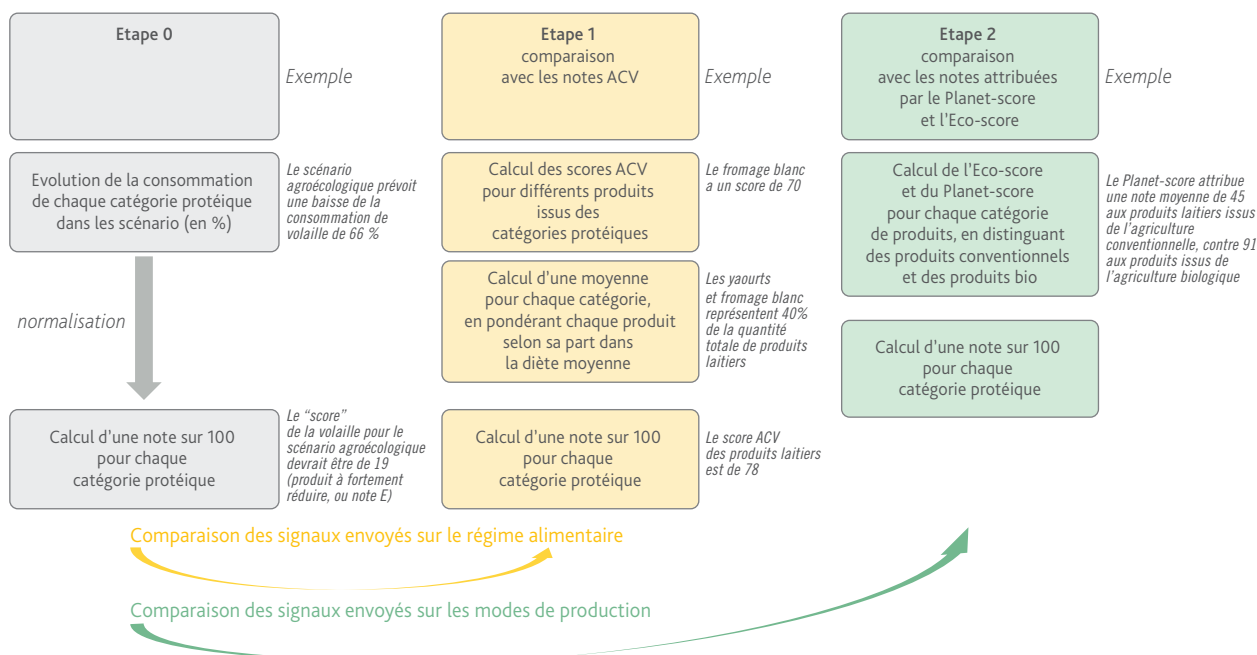 Etape 0
Exemple
Evolution de la consommation
de chaque catégorie protéique
dans les scénario (en %)
Le scénario
agroécologique prévoit
une baisse de la
consommation de
volaille de 66 %
normalisation
Calcul d'une note sur 100
pour chaque
catégorie protéique
Le “score”
de la volaille pour le
scénario agroécologique
devrait être de 19
(produit à fortement
réduire, ou note E)
Etape 1
comparaison
avec les notes ACV
Exemple
Calcul des scores ACV
pour différents produits
issus des
catégories protéiques
Le fromage blanc
a un score de 70
Calcul d'une moyenne
pour chaque catégorie,
en pondérant chaque produit
selon sa part dans
la diète moyenne
Les yaourts
et fromage blanc
représentent 40%
de la quantité
totale de produits
laitiers
Calcul d'une note sur 100
pour chaque
catégorie protéique
Le score ACV
des produits laitiers
est de 78
Etape 2
comparaison
avec les notes attribuées
par le Planet-score
et l'Eco-score
Exemple
Calcul de l'Eco-score
et du Planet-score
pour chaque catégorie
de produits, en distinguant
des produits conventionnels
et des produits bio
Le Planet-score attribue
une note moyenne de 45
aux produits laitiers issus
de l’agriculture
conventionnelle, contre 91
aux produits issus de
l’agriculture biologique
Calcul d'une note sur 100
pour chaque
catégorie protéique
Comparaison des signaux envoyés sur le régime alimentaire
Comparaison des signaux envoyés sur les modes de production